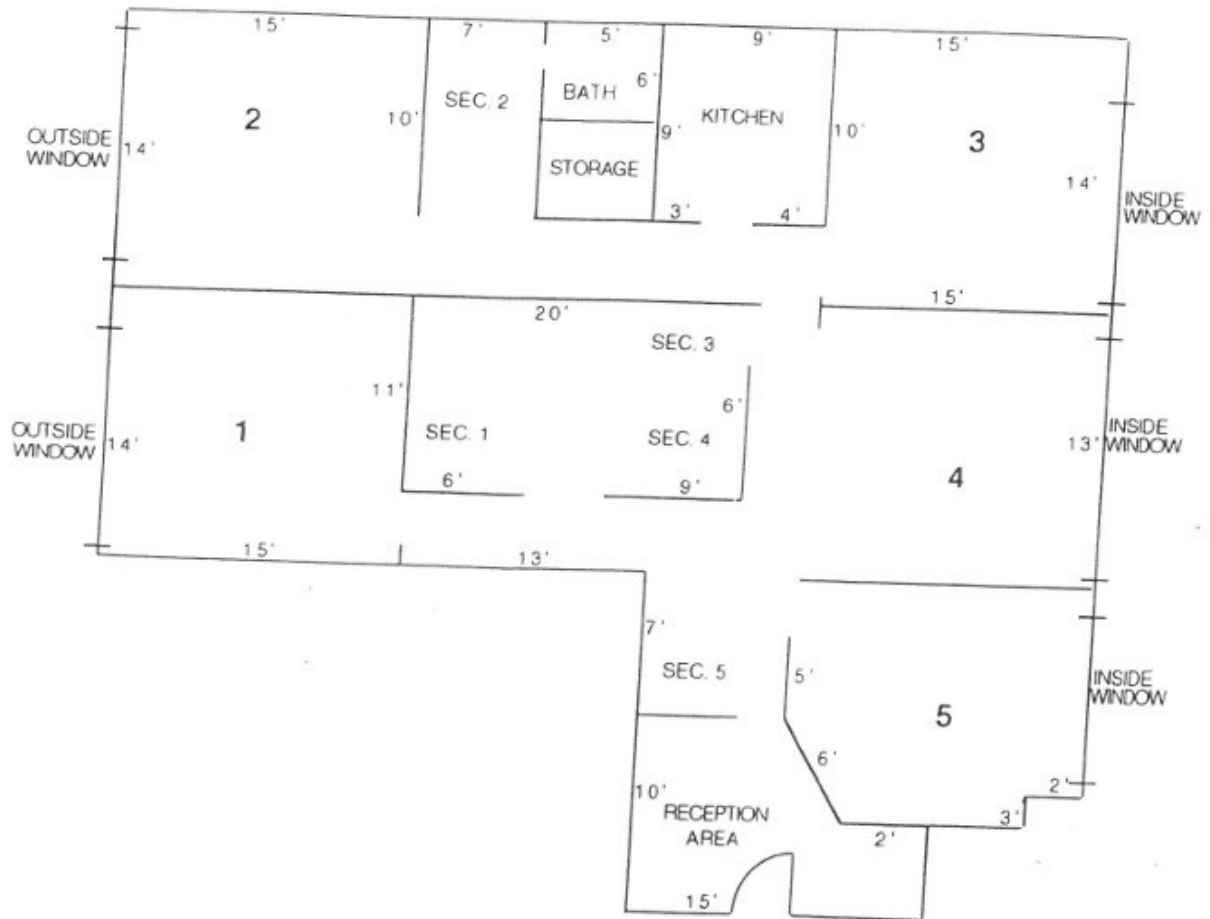 15'
7'
5'
9'
15'
SEC. 2
BATH
6'
KITCHEN
2
10'
9'
10'
3
OUTSIDE
WINDOW
14'
STORAGE
14'
INSIDE
WINDOW
3'
4'
20'
15'
SEC. 3
11'
6'
OUTSIDE
WINDOW
14'
1
SEC. 1
SEC. 4
13'
INSIDE
WINDOW
6'
9'
4
15'
13'
7'
SEC. 5
5'
5
INSIDE
WINDOW
6'
2'
10'
RECEPTION
AREA
3'
2'
15'